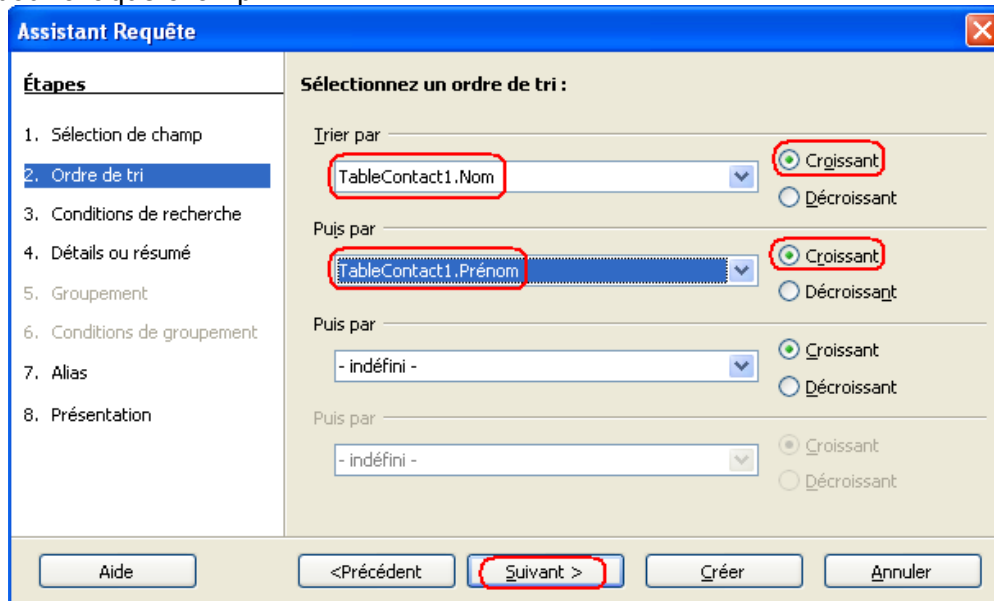 Assistant Requête
Étapes
1. Sélection de champ
2. Ordre de tri
3. Conditions de recherche
4. Détails ou résumé
5. Groupement
6. Conditions de groupement
7. Alias
8. Présentation
Sélectionnez un ordre de tri :
Trier par
TableContact1.Nom
Croissant
Décroissant
Puis par
TableContact1.Prénom
Croissant
Décroissant
Puis par
- indéfini -
Croissant
Décroissant
Puis par
- indéfini -
Croissant
Décroissant
Aide
<Précédent
Suivant >
Créer
Annuler